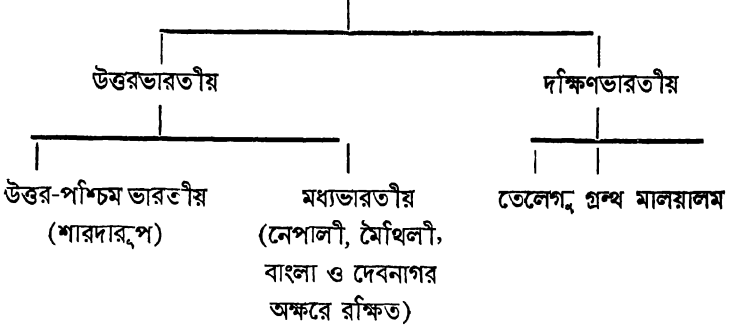 উত্তরভারতীয় দক্ষিণভারতীয়
উত্তর-পশ্চিম ভারতীয় মধ্যভারতীয় তেলেগু গ্রন্থ মালয়ালম
(শারদারূপ) (নেপালী, মৈথিলী,
বাংলা ও দেবনাগর
অক্ষরে রক্ষিত)